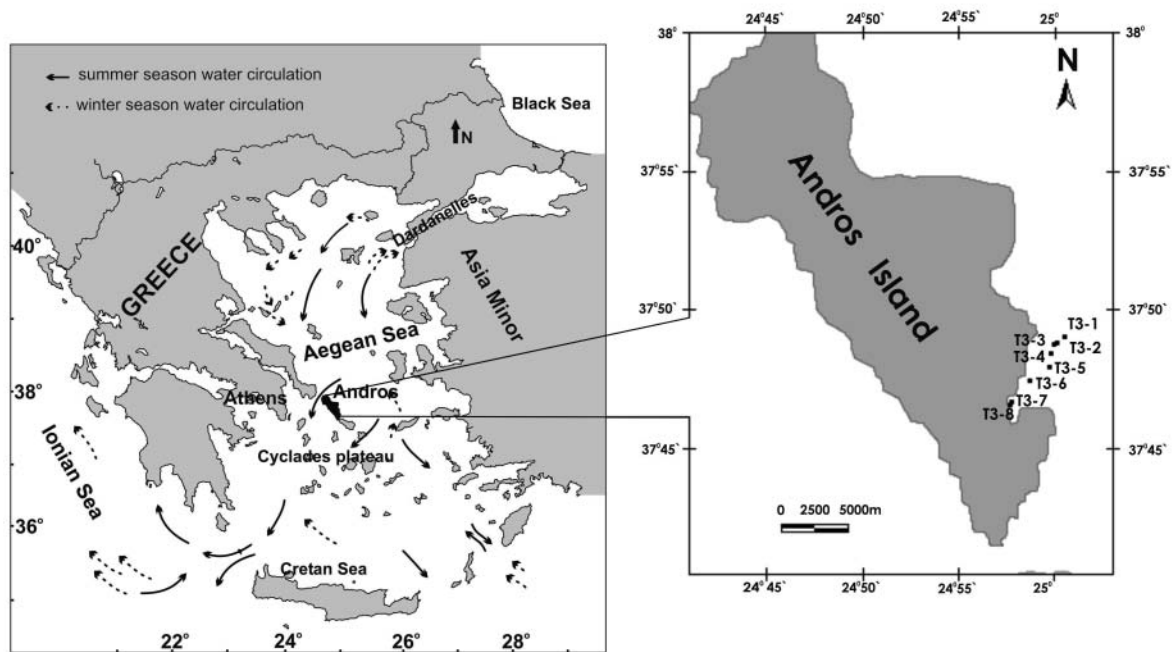 summer season water circulation
winter season water circulation
Black Sea
N
Dardanelles
GREECE
Asia Minor
Aegean Sea
Athens
Andros
Cyclades plateau
Ionian Sea
Cretan Sea
40°
38°
36°
22°
24°
26°
28°
24°45`
24°50`
24°55`
25°
38°
38°
N
37°55`
37°55`
Andros Island
37°50`
37°50`
T3-1
T3-3
T3-2
T3-4
T3-5
T3-6
T3-7
T3-8
37°45`
37°45`
0 2500 5000m
24°45`
24°50`
24°55`
25°